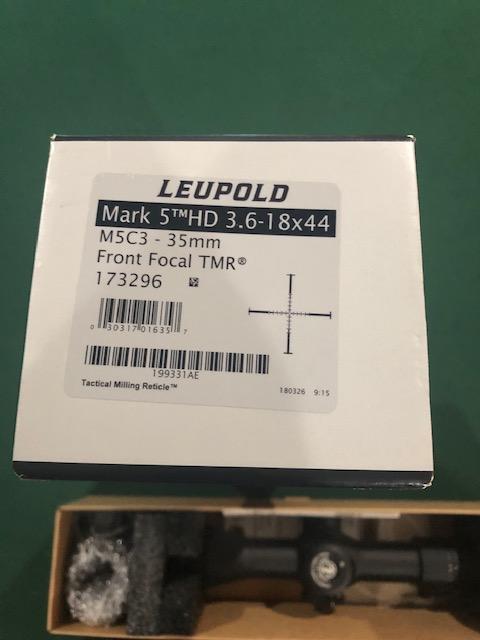 LEUPOLD
Mark 5™HD 3.6-18x44
M5C3 - 35mm
Front Focal TMR®
173296
0 30317 01635 7
199331AE
Tactical Milling Reticle™
180326 9:15